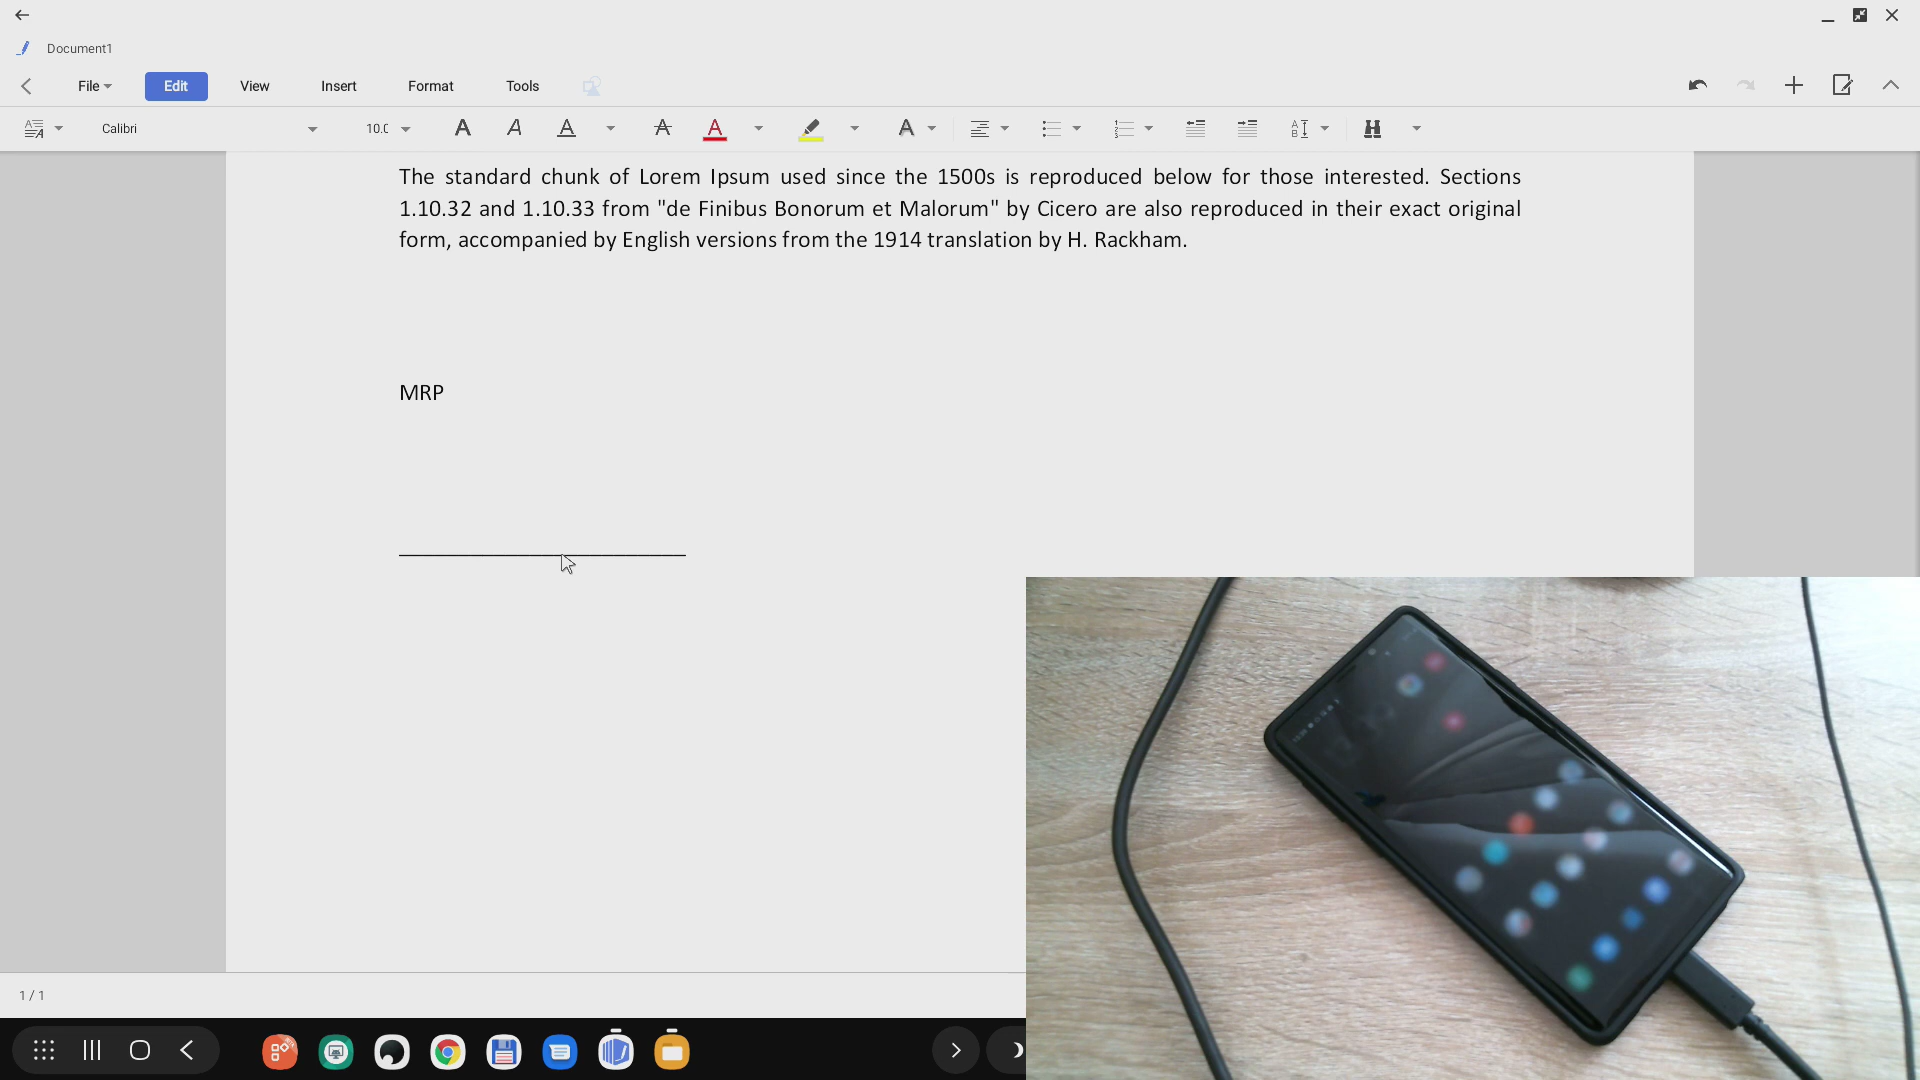 Document1
File Edit View Insert Format Tools
Calibri 10.0
The standard chunk of Lorem Ipsum used since the 1500s is reproduced below for those interested. Sections
1.10.32 and 1.10.33 from "de Finibus Bonorum et Malorum" by Cicero are also reproduced in their exact original
form, accompanied by English versions from the 1914 translation by H. Rackham.
MRP
1 / 1